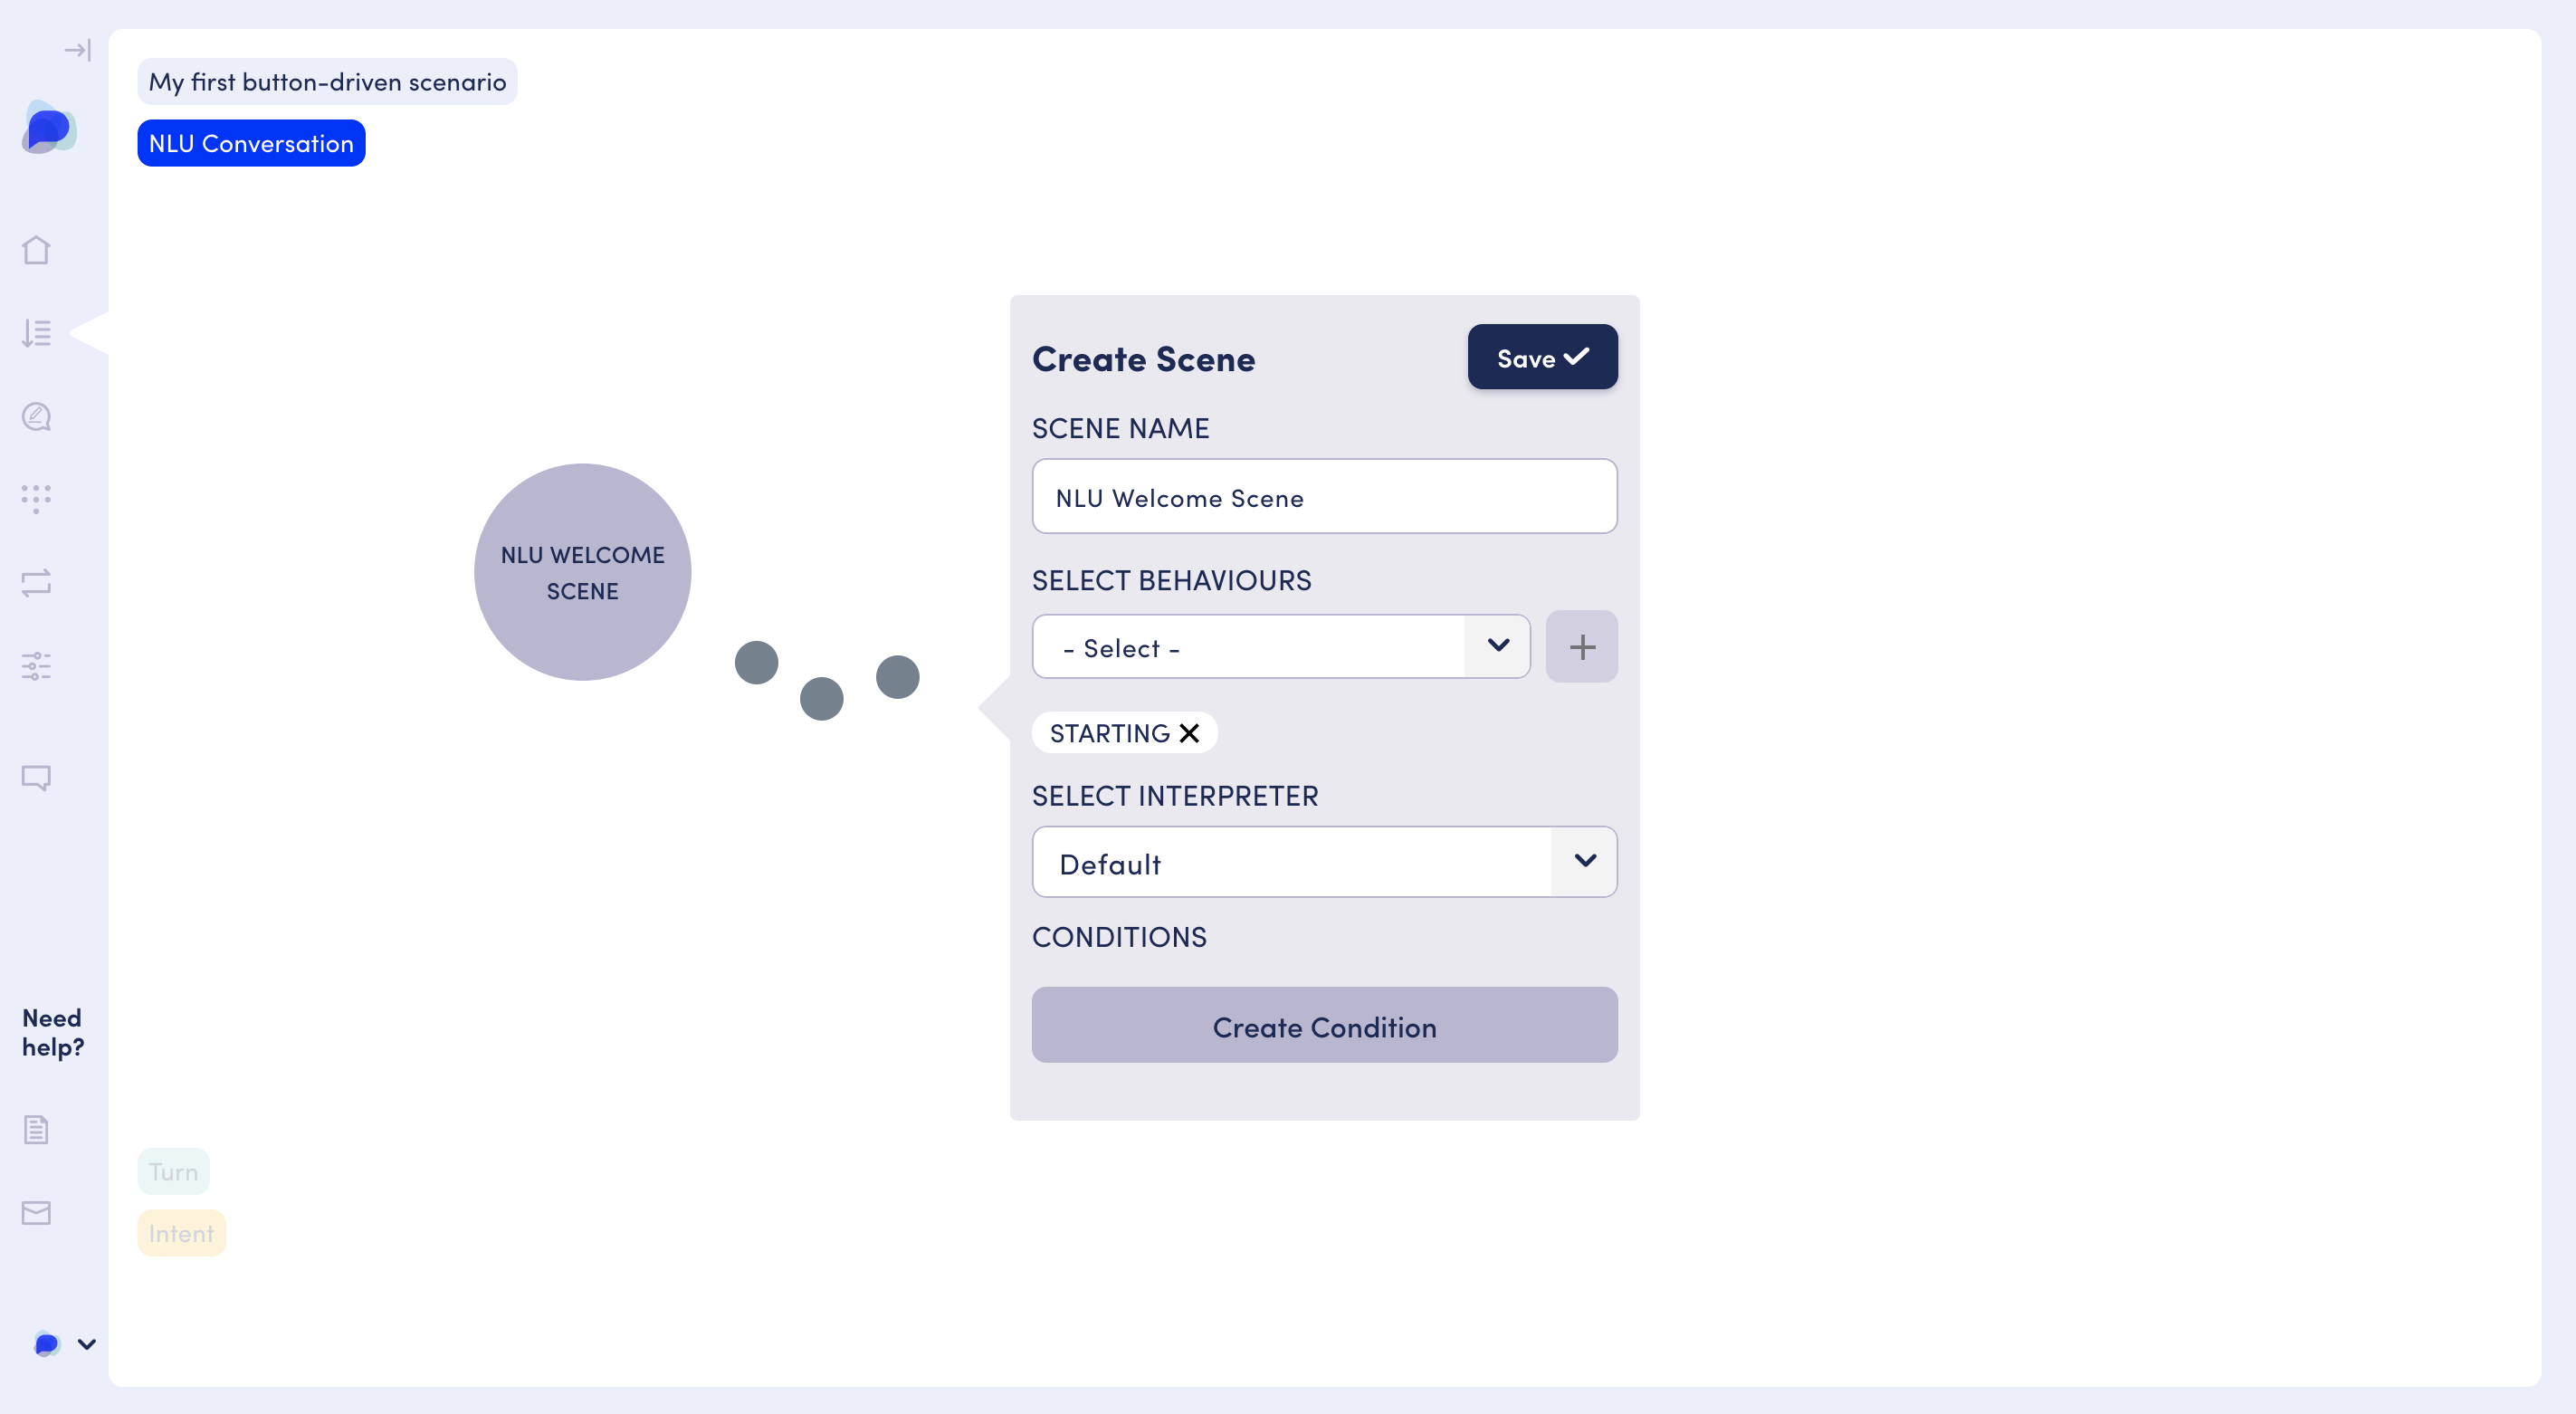 My first button-driven scenario
NLU Conversation
Create Scene
Save
SCENE NAME
NLU Welcome Scene
NLU WELCOME
SCENE
SELECT BEHAVIOURS
- Select -
STARTING
SELECT INTERPRETER
Default
CONDITIONS
Create Condition
Need
help?
Turn
Intent